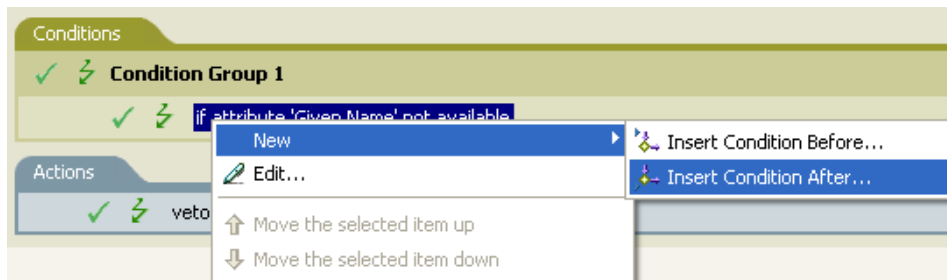 Conditions
Condition Group 1
if attribute 'Given Name' not available
New
Insert Condition Before...
Edit...
Insert Condition After...
Actions
veto
Move the selected item up
Move the selected item down